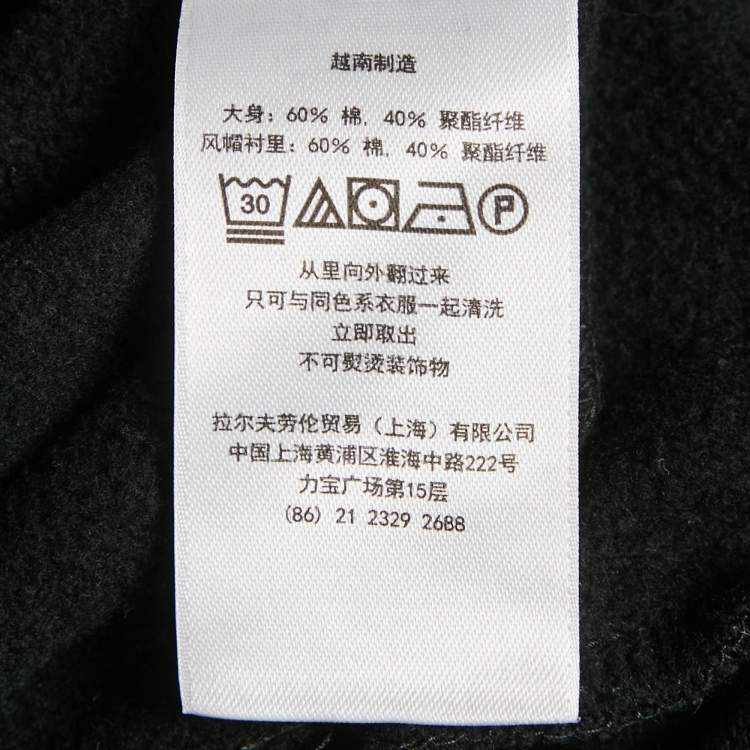 越南制造
大身：60% 棉，40% 聚酯纤维
风帽衬里：60% 棉，40% 聚酯纤维
30 P
从里向外翻过来
只可与同色系衣服一起清洗
立即取出
不可熨烫装饰物
拉尔夫劳伦贸易（上海）有限公司
中国上海黄浦区淮海中路222号
力宝广场第15层
(86) 21 2329 2688